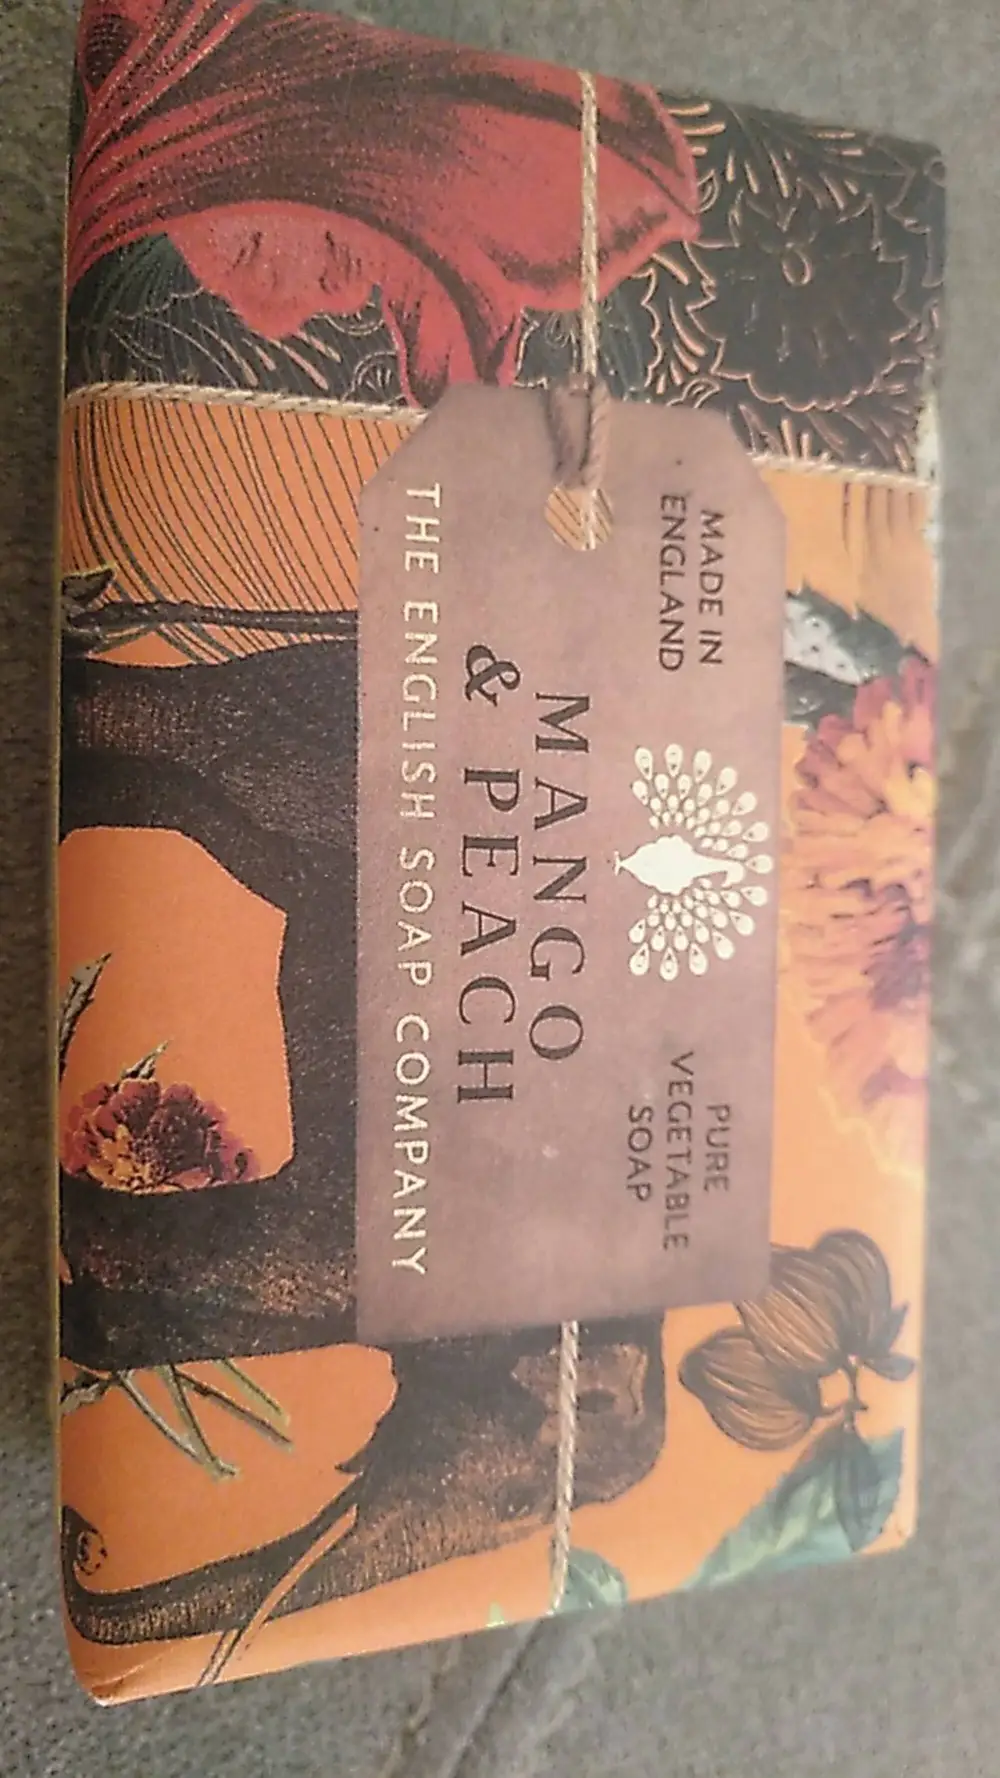 MADE IN
ENGLAND
PURE
VEGETABLE
SOAP
MANGO
& PEACH
THE ENGLISH SOAP COMPANY